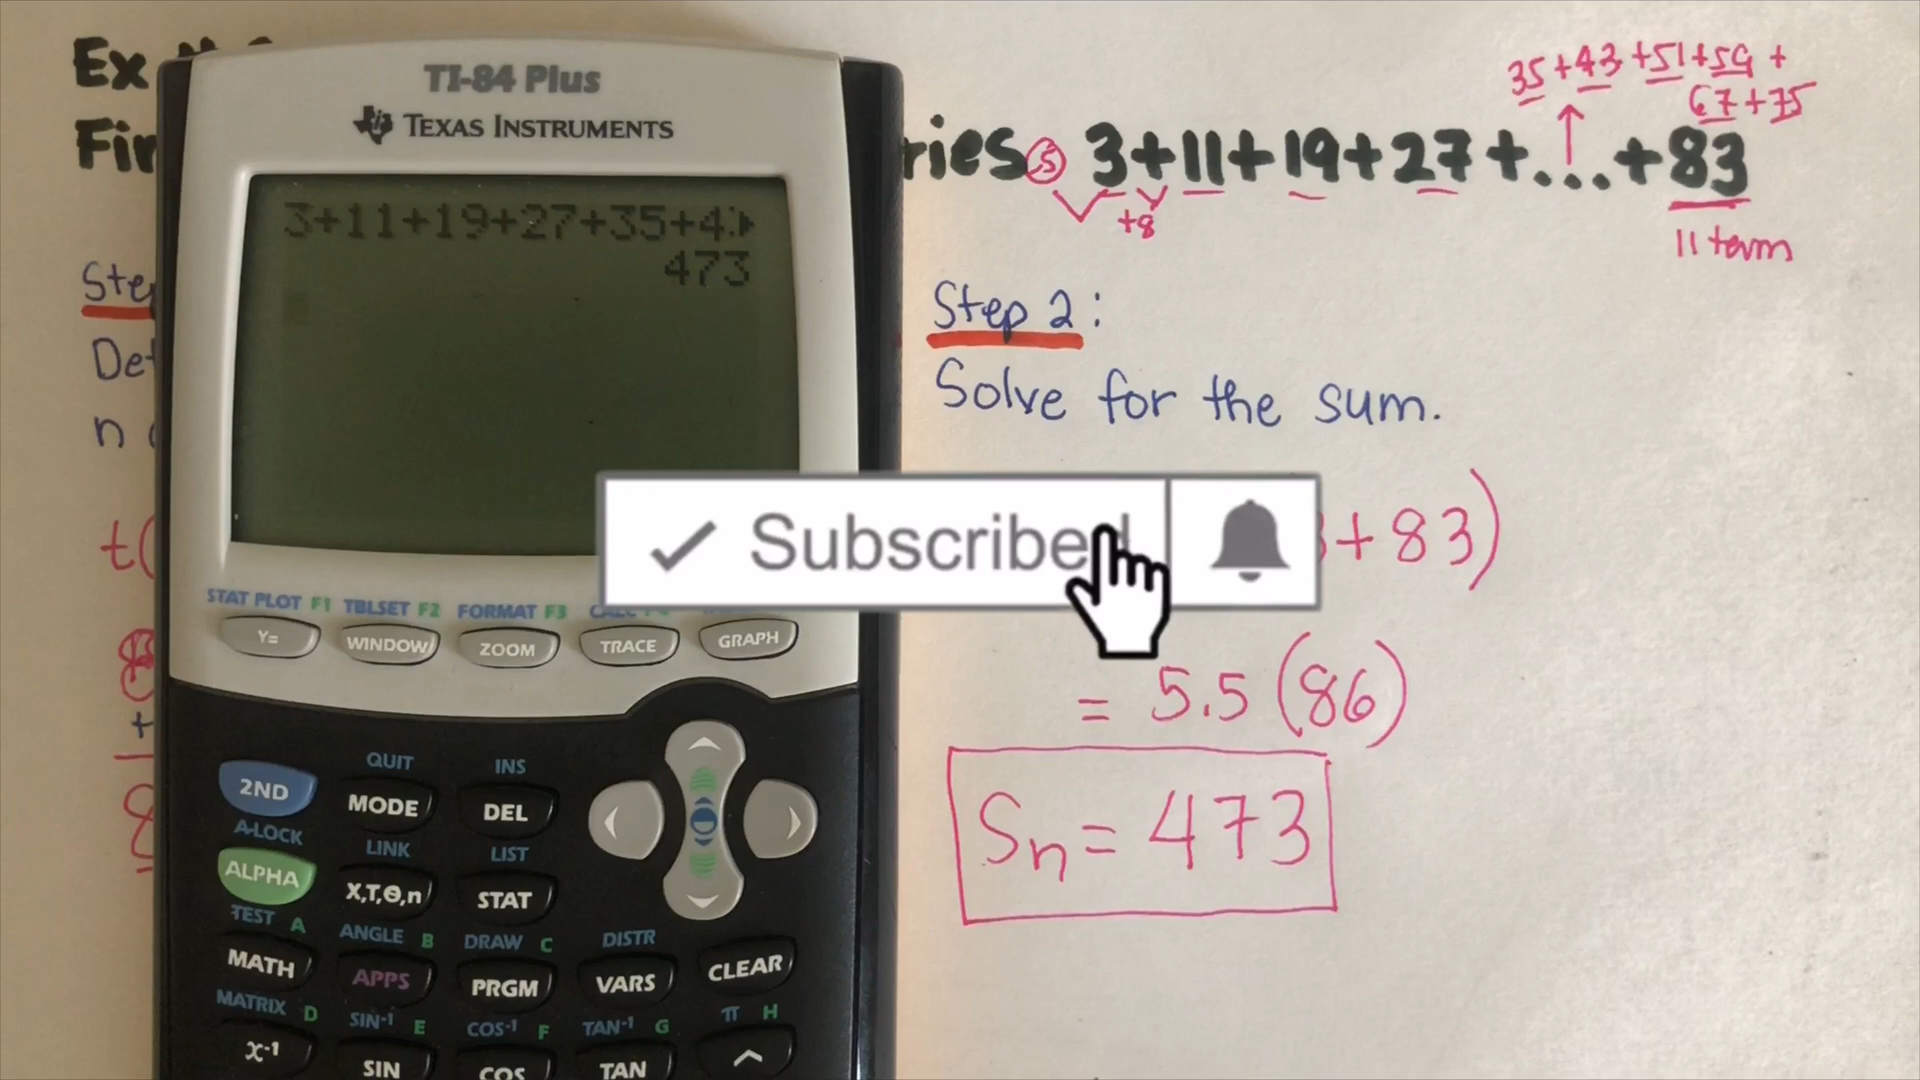 Ex
35 + 43 + 51 + 59 +
67 + 75
ries 3+11+19+27+...+83
-5
+8
11 term
TI-84 Plus
TEXAS INSTRUMENTS
3+11+19+27+35+4
473
Step 2:
Solve for the sum.
+83)
= 5.5 (86)
Sn = 473
✓ Subscribed
STAT PLOT F1 TBLSET F2 FORMAT F3
Y= WINDOW ZOOM TRACE GRAPH
QUIT INS
2ND MODE DEL
A-LOCK LINK LIST
ALPHA X,T,Θ,n STAT
TEST A ANGLE B DRAW C DISTR
MATH APPS PRGM VARS CLEAR
MATRIX D SIN-1 E COS-1 F TAN-1 G π H
x-1 SIN COS TAN ^